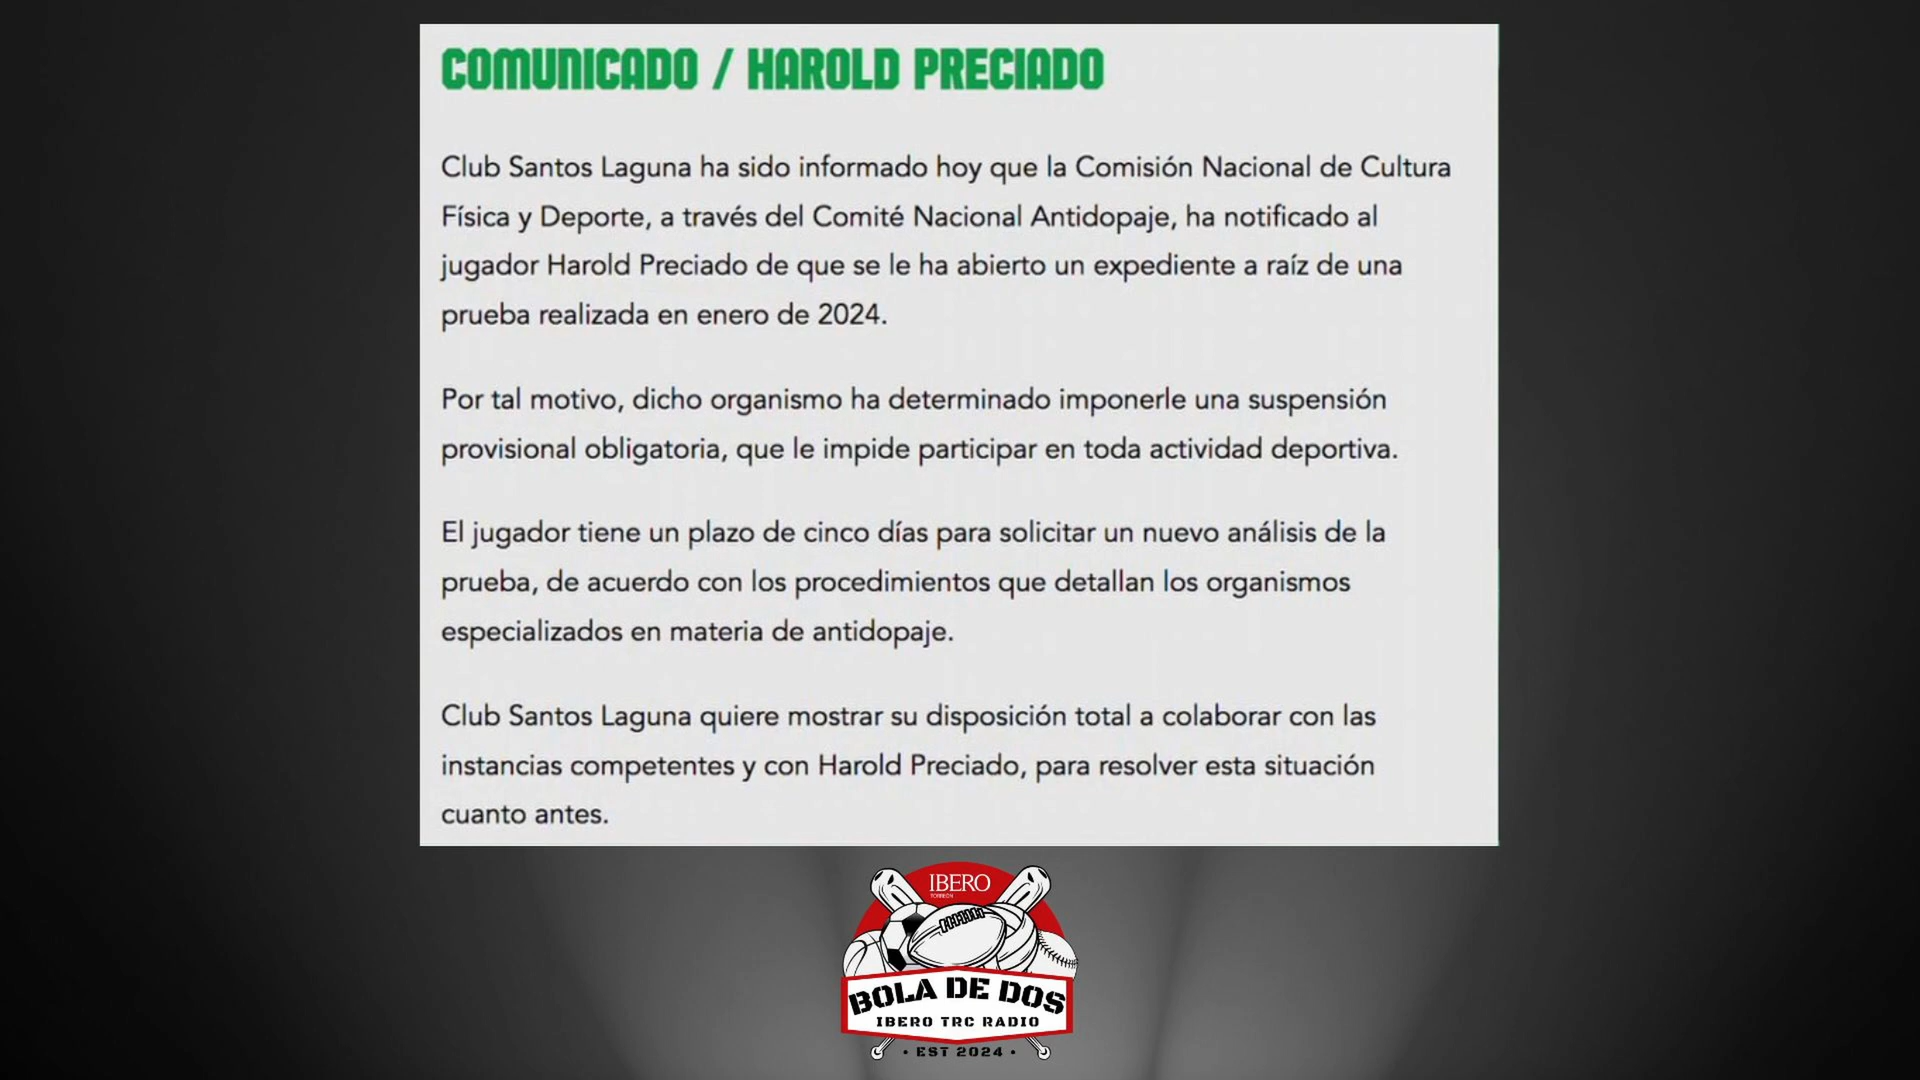 COMUNICADO / HAROLD PRECIADO
Club Santos Laguna ha sido informado hoy que la Comisión Nacional de Cultura
Física y Deporte, a través del Comité Nacional Antidopaje, ha notificado al
jugador Harold Preciado de que se le ha abierto un expediente a raíz de una
prueba realizada en enero de 2024.
Por tal motivo, dicho organismo ha determinado imponerle una suspensión
provisional obligatoria, que le impide participar en toda actividad deportiva.
El jugador tiene un plazo de cinco días para solicitar un nuevo análisis de la
prueba, de acuerdo con los procedimientos que detallan los organismos
especializados en materia de antidopaje.
Club Santos Laguna quiere mostrar su disposición total a colaborar con las
instancias competentes y con Harold Preciado, para resolver esta situación
cuanto antes.
IBERO
TORREÓN
BOLA DE DOS
IBERO TRC RADIO
• EST 2024 •